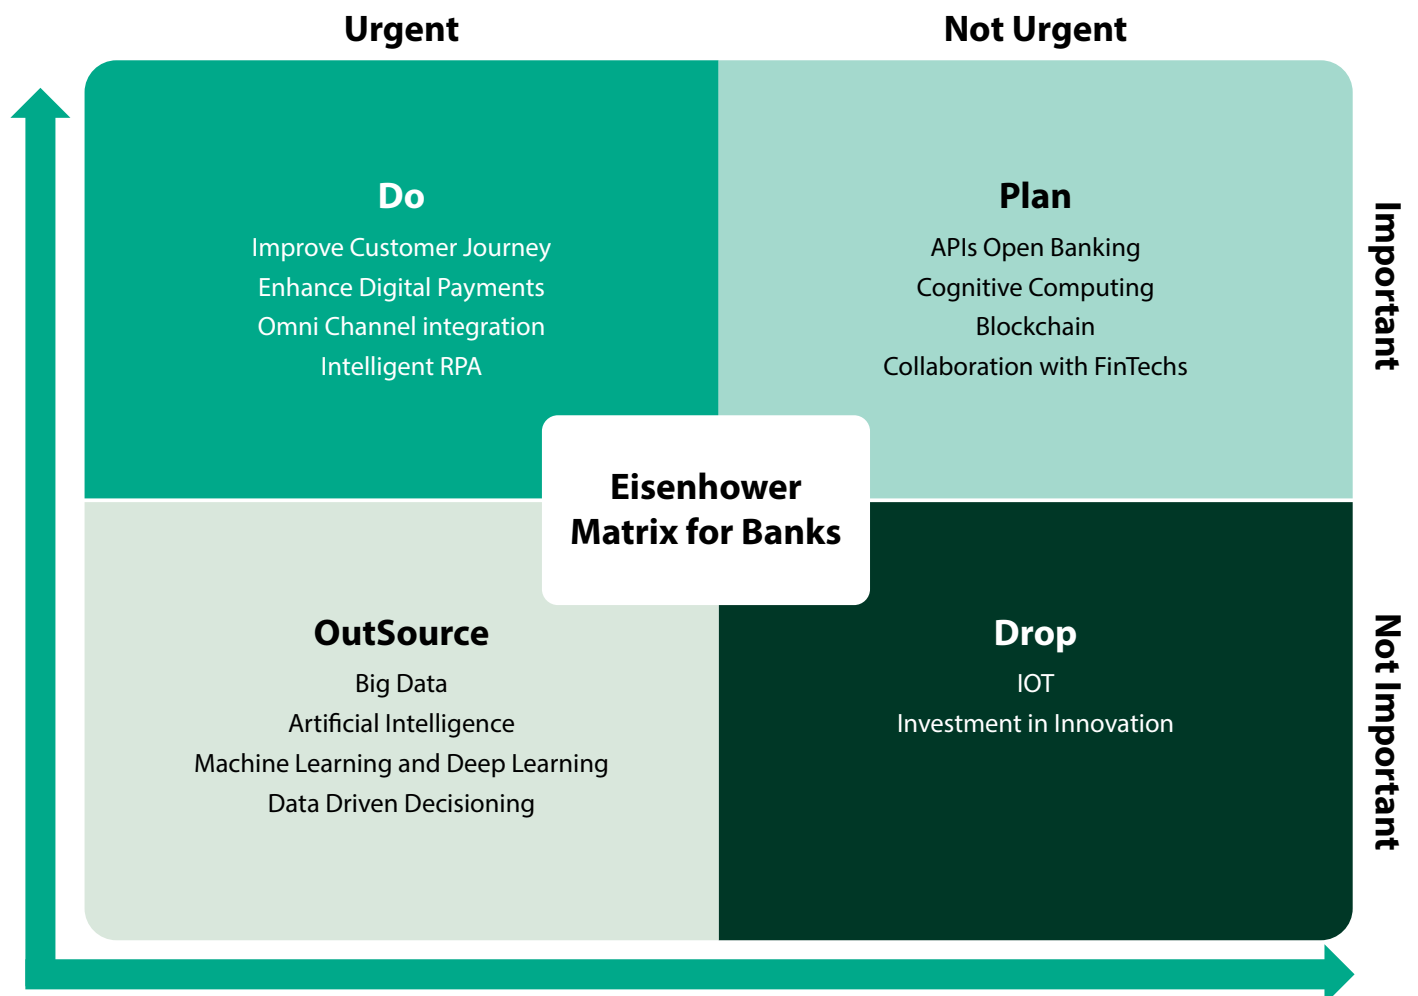 Urgent
Not Urgent
Do
Improve Customer Journey
Enhance Digital Payments
Omni Channel integration
Intelligent RPA
Plan
APIs Open Banking
Cognitive Computing
Blockchain
Collaboration with FinTechs
Important
Eisenhower
Matrix for Banks
OutSource
Big Data
Artificial Intelligence
Machine Learning and Deep Learning
Data Driven Decisioning
Drop
IOT
Investment in Innovation
Not Important